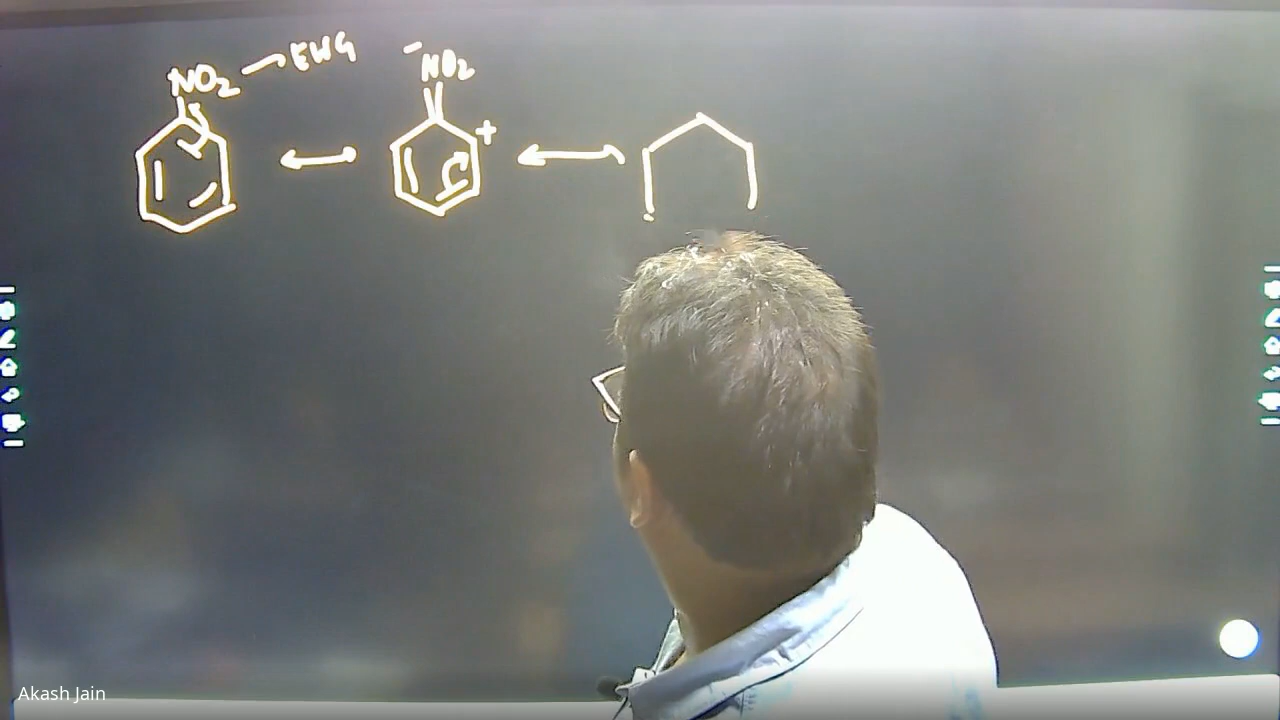 NO₂ → EWG
⁻NO₂
+
Akash Jain